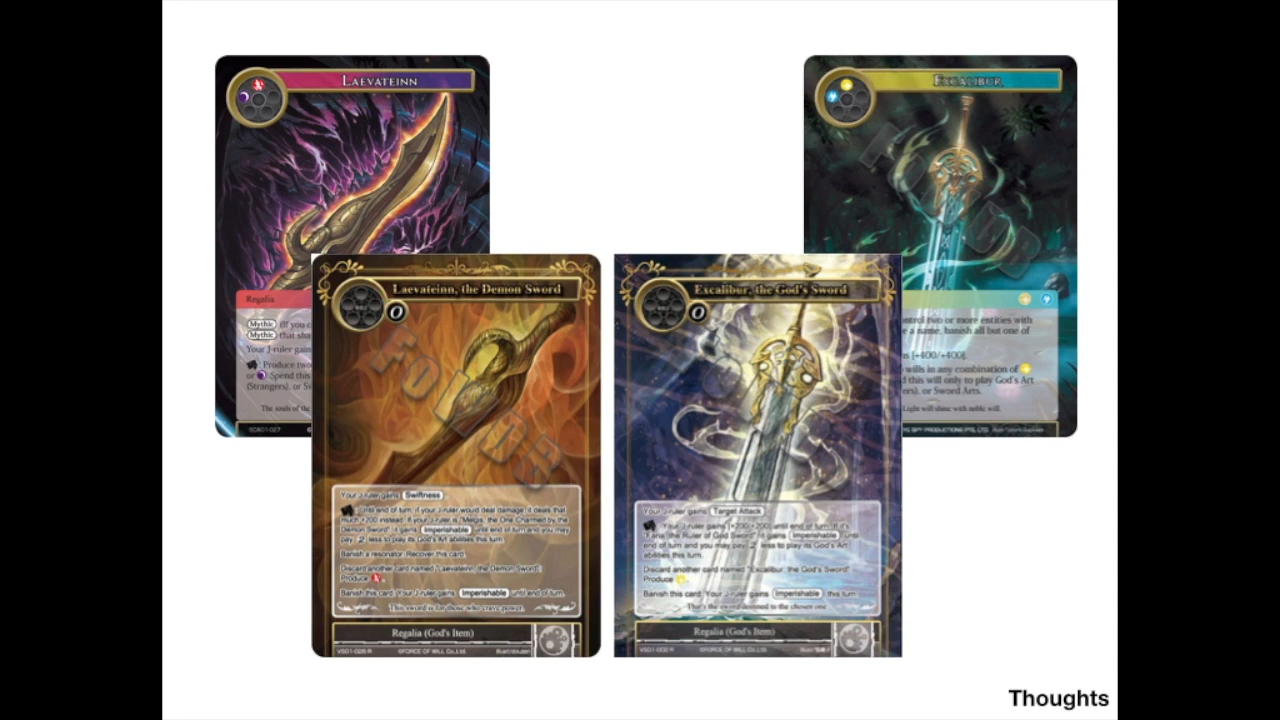 Laevateinn
Excalibur
Regalia
Mythic (If you c
Mythic that sha
Your J-ruler gain
Produce two
or Spend this
(Strangers), or Sw
The souls of the
SDAO1-027
ontrol two or more entities with
e a name, banish all but one of
s [+400/+400].
wills in any combination of
d this will only to play God's Art
ers), or Sword Arts.
Light will shine with noble will.
Laevateinn, the Demon Sword
0
FOWDB
Your J-ruler gains Swiftness
Until end of turn, if your J-ruler would deal damage, it deals that
much +200 instead. If your J-ruler is "Melgis, the One Charmed by the
Demon Sword" it gains Imperishable until end of turn and you may
pay 2 less to play its God's Art abilities this turn.
Banish a resonator: Recover this card.
Discard another card named "Laevateinn, the Demon Sword":
Produce
Banish this card: Your J-ruler gains Imperishable until end of turn.
This sword is for those who crave power.
Regalia (God's Item)
VS01-026 R ©FORCE OF WILL Co.,Ltd.
Excalibur, the God's Sword
0
Your J-ruler gains Target Attack
Your J-ruler gains [+200/+200] until end of turn. If it's
"Faria, the Ruler of God Sword" it gains Imperishable until
end of turn and you may pay 2 less to play its God's Art
abilities this turn.
Discard another card named "Excalibur, the God's Sword":
Produce
Banish this card: Your J-ruler gains Imperishable this turn.
That's the sword destined to the chosen one
Regalia (God's Item)
VS01-002 R ©FORCE OF WILL Co.,Ltd.
Thoughts